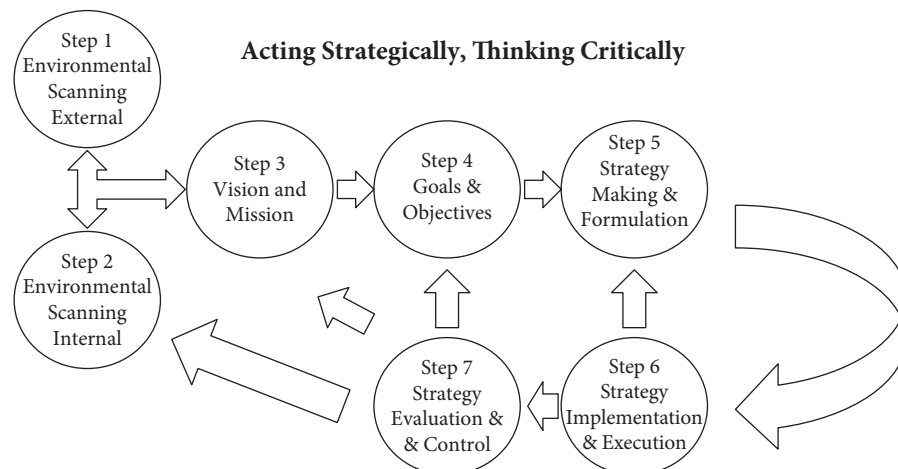 Acting Strategically, Thinking Critically
Step 1
Environmental
Scanning
External
Step 2
Environmental
Scanning
Internal
Step 3
Vision and
Mission
Step 4
Goals &
Objectives
Step 5
Strategy
Making &
Formulation
Step 6
Strategy
Implementation
& Execution
Step 7
Strategy
Evaluation &
& Control